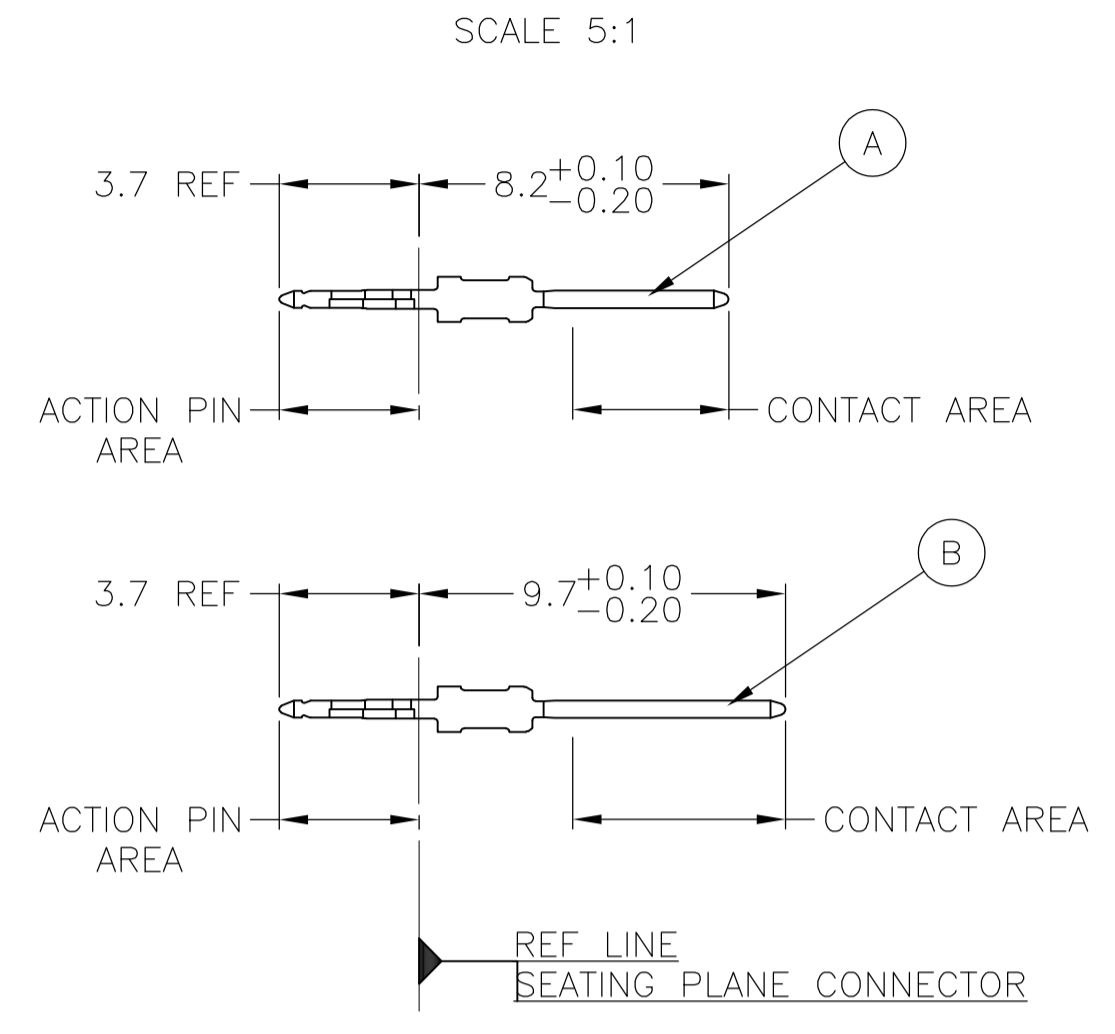 SCALE 5:1
A
3.7 REF
8.2 +0.10
-0.20
ACTION PIN
AREA
CONTACT AREA
B
3.7 REF
9.7 +0.10
-0.20
ACTION PIN
AREA
CONTACT AREA
REF LINE
SEATING PLANE CONNECTOR